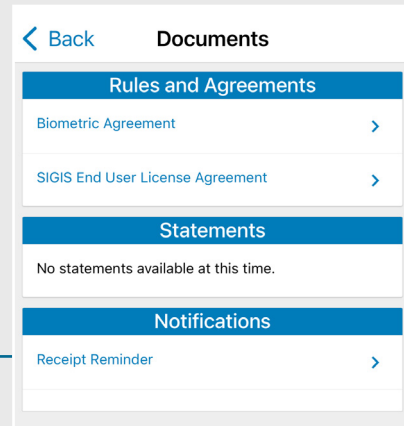 Back Documents
Rules and Agreements
Biometric Agreement
SIGIS End User License Agreement
Statements
No statements available at this time.
Notifications
Receipt Reminder